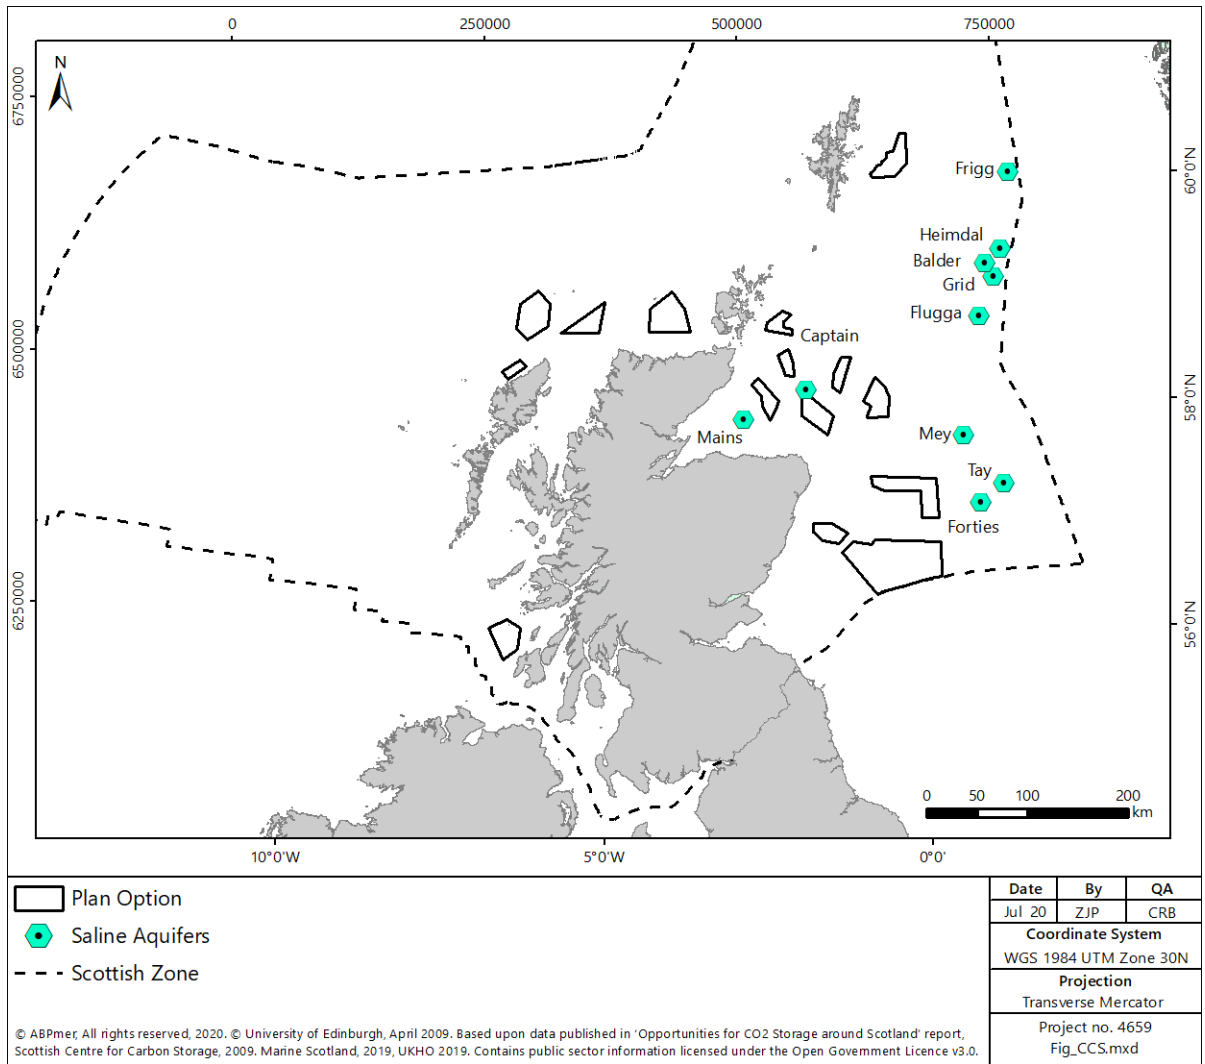 0 250000 500000 750000
N
6750000
6500000
6250000
60°0'N
58°0'N
56°0'N
Frigg
Heimdal
Balder
Grid
Flugga
Captain
Mains
Mey
Tay
Forties
0 50 100 200
km
10°0'W 5°0'W 0°0'
Plan Option
Saline Aquifers
Scottish Zone
© ABPmer, All rights reserved, 2020. © University of Edinburgh, April 2009. Based upon data published in 'Opportunities for CO2 Storage around Scotland' report,
Scottish Centre for Carbon Storage, 2009. Marine Scotland, 2019, UKHO 2019. Contains public sector information licensed under the Open Government Licence v3.0.
Date By QA
Jul 20 ZJP CRB
Coordinate System
WGS 1984 UTM Zone 30N
Projection
Transverse Mercator
Project no. 4659
Fig_CCS.mxd